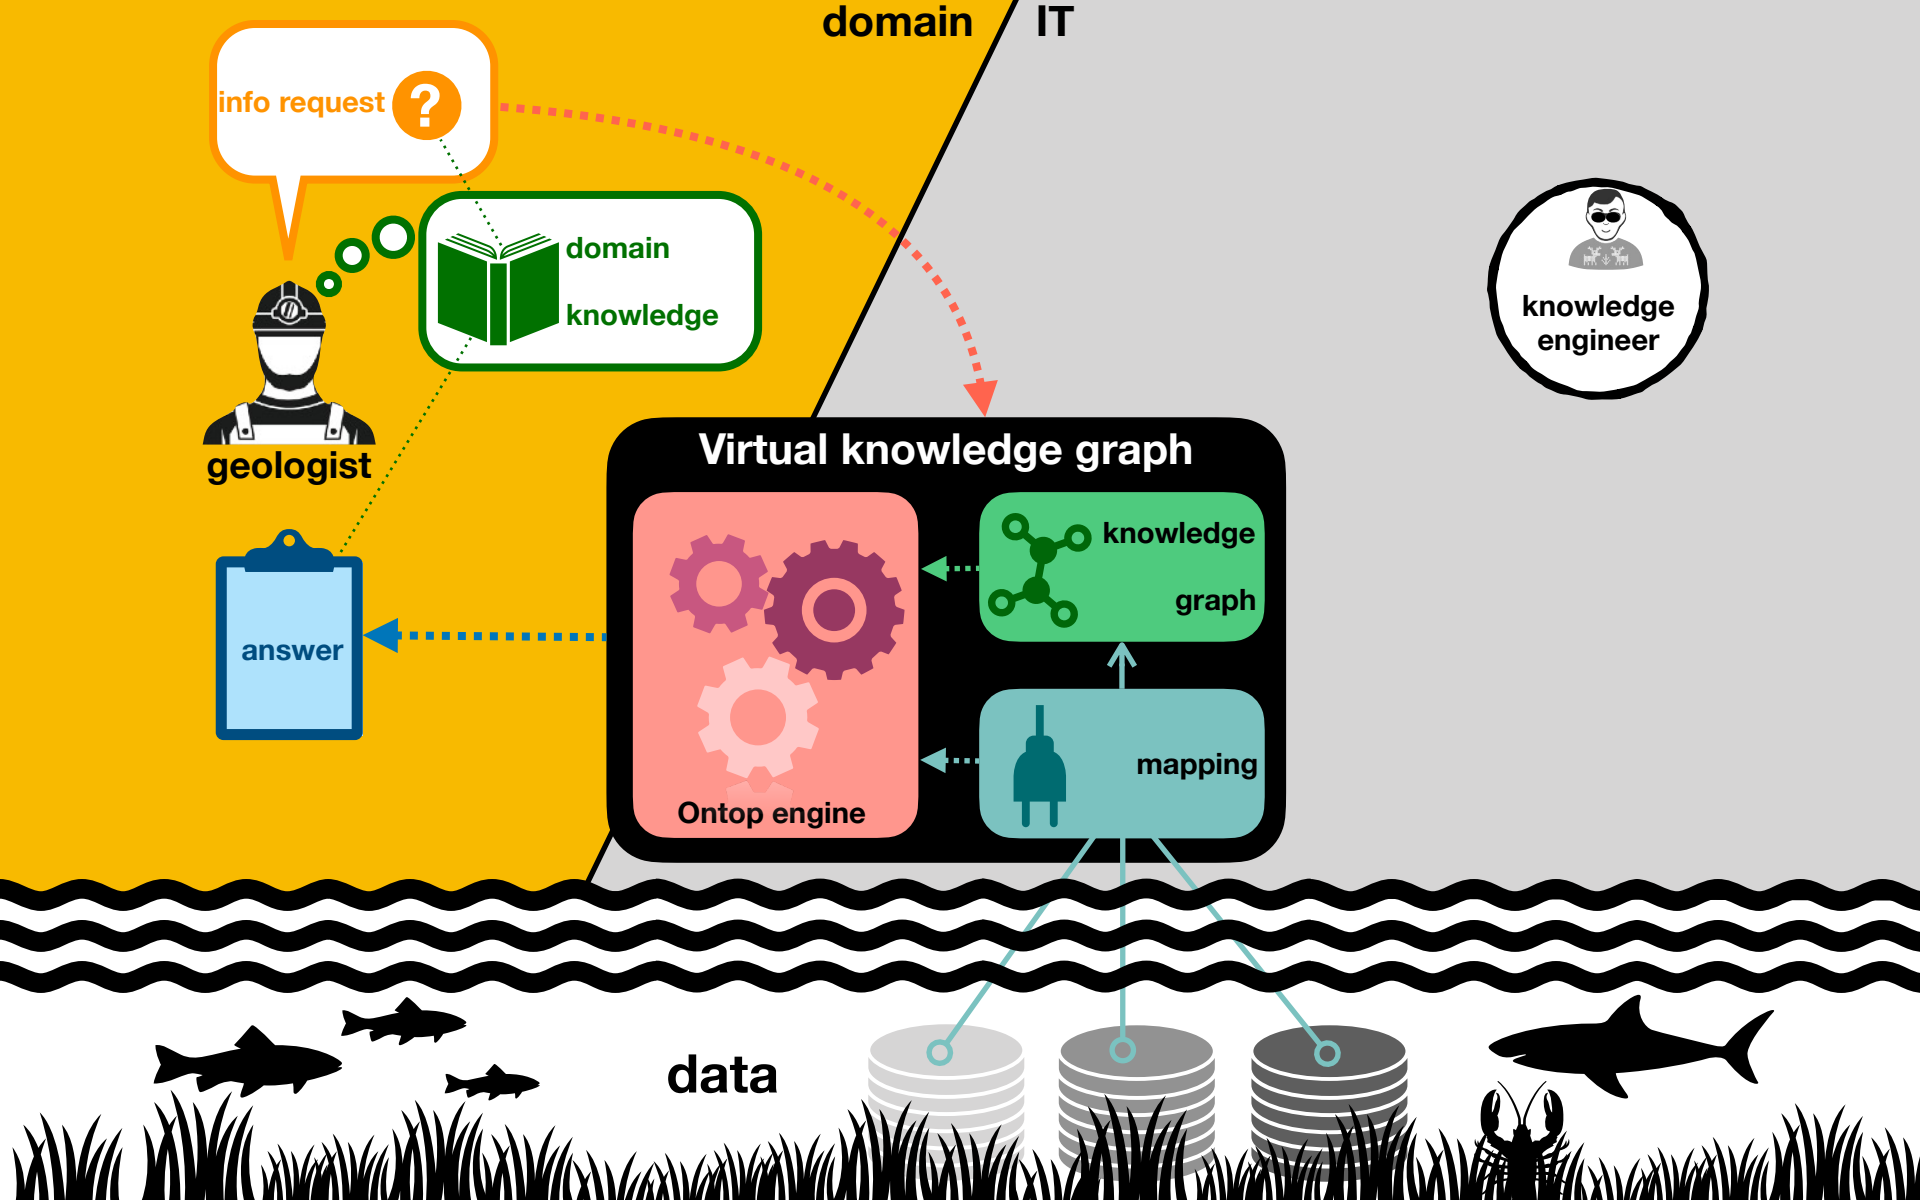 domain IT
info request ?
domain
knowledge
geologist
knowledge
engineer
Virtual knowledge graph
knowledge
graph
answer
mapping
Ontop engine
data